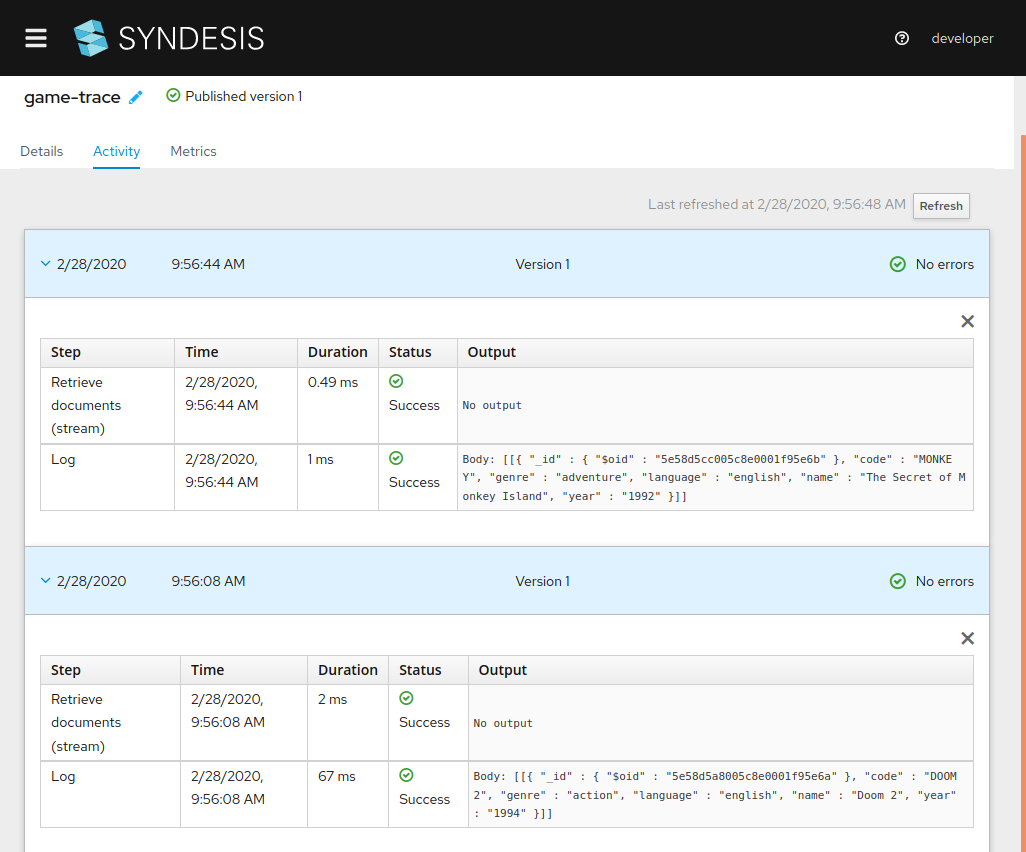 SYNDESIS
developer
game-trace
Published version 1
Details
Activity
Metrics
Last refreshed at 2/28/2020, 9:56:48 AM
Refresh
2/28/2020
9:56:44 AM
Version 1
No errors
Step
Time
Duration
Status
Output
Retrieve
documents
(stream)
2/28/2020,
9:56:44 AM
0.49 ms
Success
No output
Log
2/28/2020,
9:56:44 AM
1 ms
Success
Body: [[{ "_id" : { "$oid" : "5e58d5cc005c8e0001f95e6b" }, "code" : "MONKE
Y", "genre" : "adventure", "language" : "english", "name" : "The Secret of M
onkey Island", "year" : "1992" }]]
2/28/2020
9:56:08 AM
Version 1
No errors
Step
Time
Duration
Status
Output
Retrieve
documents
(stream)
2/28/2020,
9:56:08 AM
2 ms
Success
No output
Log
2/28/2020,
9:56:08 AM
67 ms
Success
Body: [[{ "_id" : { "$oid" : "5e58d5a8005c8e0001f95e6a" }, "code" : "DOOM
2", "genre" : "action", "language" : "english", "name" : "Doom 2", "year"
: "1994" }]]